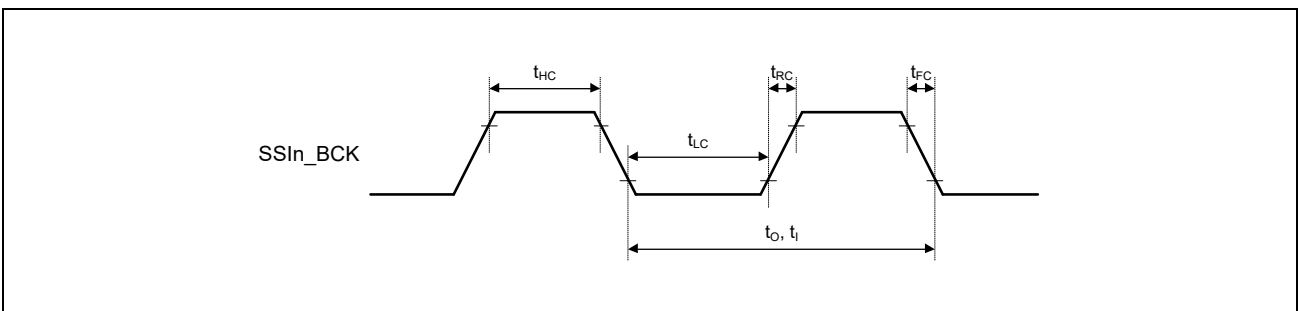 tHC
tRC
tFC
tLC
SSIn_BCK
tO, tI